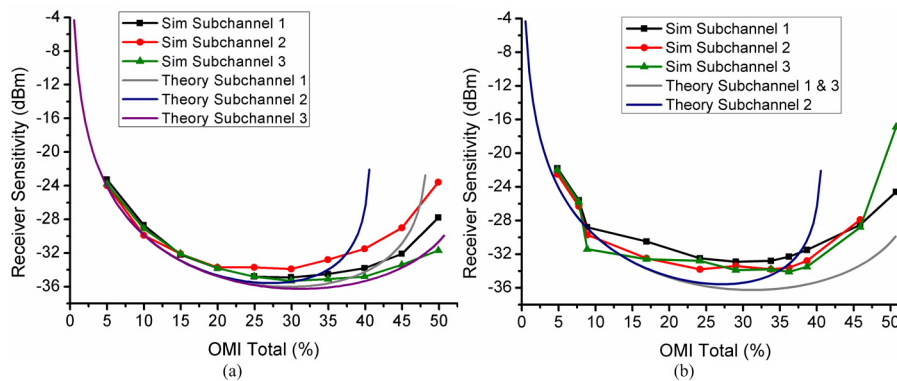 -4
-8
-12
-16
-20
-24
-28
-32
-36
Receiver Sensitivity (dBm)
Sim Subchannel 1
Sim Subchannel 2
Sim Subchannel 3
Theory Subchannel 1
Theory Subchannel 2
Theory Subchannel 3
0 5 10 15 20 25 30 35 40 45 50
OMI Total (%)
(a)
-4
-8
-12
-16
-20
-24
-28
-32
-36
Receiver Sensitivity (dBm)
Sim Subchannel 1
Sim Subchannel 2
Sim Subchannel 3
Theory Subchannel 1 & 3
Theory Subchannel 2
0 5 10 15 20 25 30 35 40 45 50
OMI Total (%)
(b)